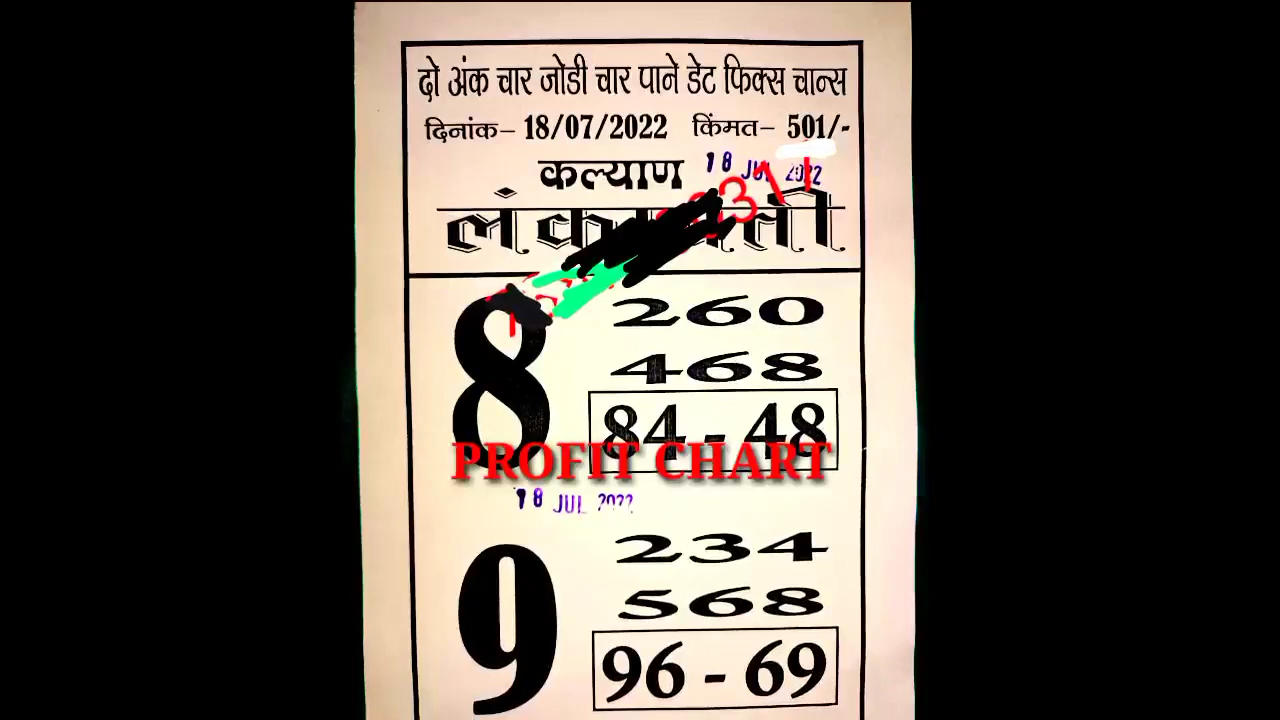 दो अंक चार जोडी चार पाने डेट फिक्स चान्स
दिनांक- 18/07/2022 किंमत- 501/-
कल्याण 18 JUL 2022
8
260
468
84 - 48
PROFIT CHART
18 JUL 2022
9
234
568
96 - 69